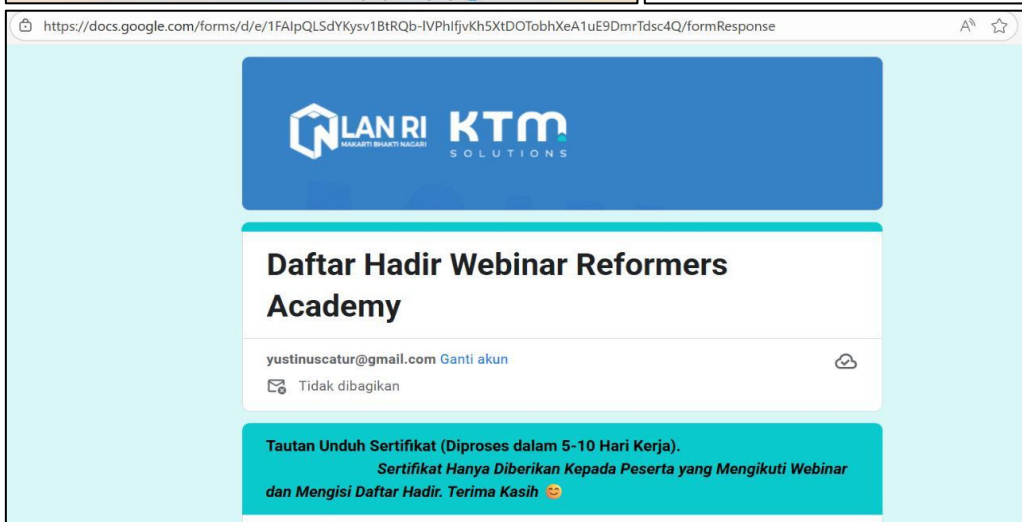 https://docs.google.com/forms/d/e/1FAIpQLSdYKysv1BtRQb-lVPhIfjvKh5XtDOTobhXeA1uE9DmrTdsc4Q/formResponse
LAN RI
MAKARTI BHAKTI NAGARI
KTM
SOLUTIONS
Daftar Hadir Webinar Reformers
Academy
yustinuscatur@gmail.com Ganti akun
Tidak dibagikan
Tautan Unduh Sertifikat (Diproses dalam 5-10 Hari Kerja).
Sertifikat Hanya Diberikan Kepada Peserta yang Mengikuti Webinar
dan Mengisi Daftar Hadir. Terima Kasih 😊